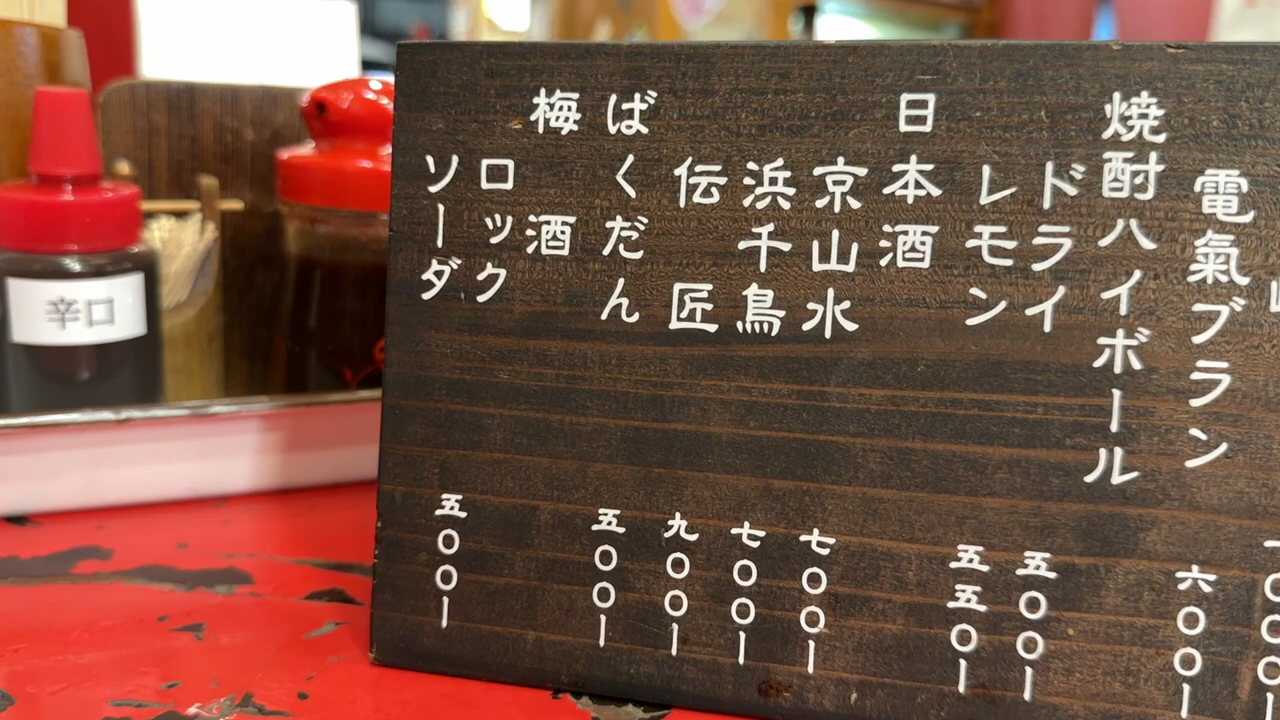 電氣ブラン 六〇〇ー
焼酎ハイボール
ドライ 五〇〇ー
レモン 五五〇ー
日本酒
京山水 七〇〇ー
浜千鳥 七〇〇ー
伝匠 九〇〇ー
ばくだん 五〇〇ー
梅酒
ロック
ソーダ 五〇〇ー
辛口